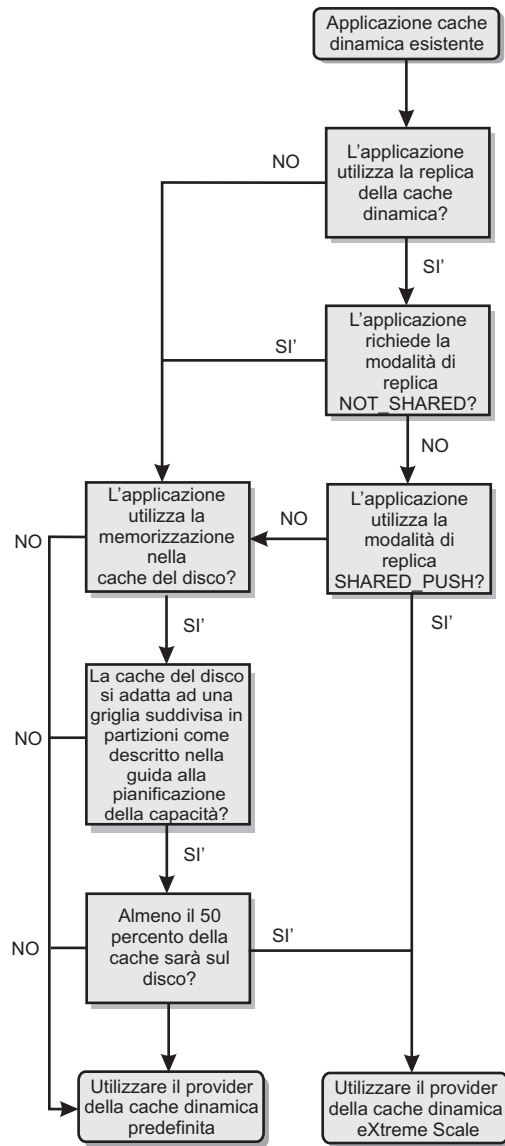 Applicazione cache
dinamica esistente
NO
L'applicazione
utilizza la replica
della cache
dinamica?
SI'
SI'
L'applicazione
richiede la
modalità di
replica
NOT_SHARED?
NO
NO
L'applicazione
utilizza la
memorizzazione
nella
cache del disco?
NO
L'applicazione
utilizza la
modalità di
replica
SHARED_PUSH?
SI'
SI'
NO
La cache del disco
si adatta ad una
griglia suddivisa in
partizioni come
descritto nella
guida alla
pianificazione
della capacità?
SI'
NO
Almeno il 50
percento della
cache sarà sul
disco?
SI'
Utilizzare il provider
della cache dinamica
predefinita
Utilizzare il provider
della cache dinamica
eXtreme Scale